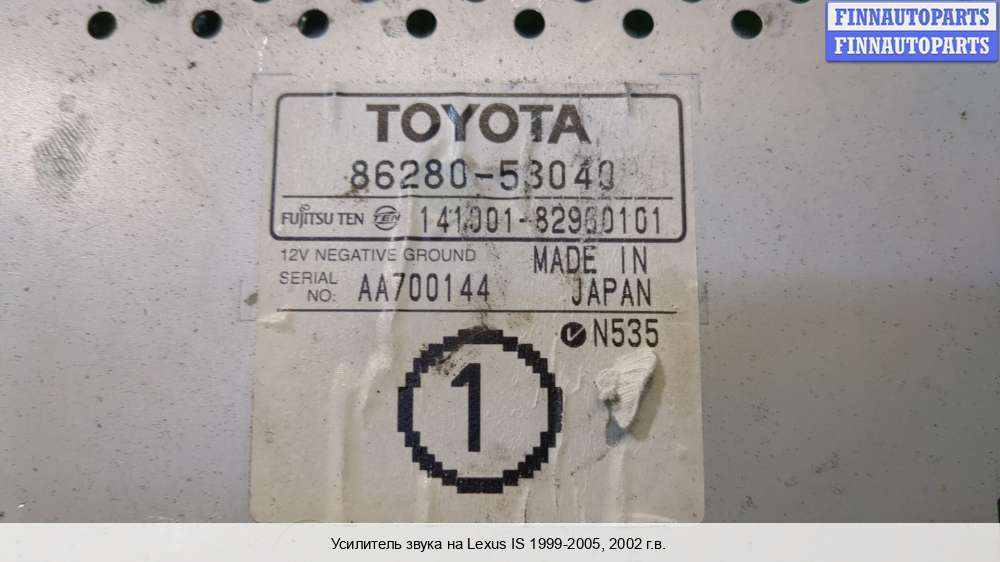 FINNAUTOPARTS
FINNAUTOPARTS
TOYOTA
86280-53040
FUJITSU TEN TEN 141001-82960101
12V NEGATIVE GROUND MADE IN
SERIAL NO: AA700144 JAPAN
N535
1
Усилитель звука на Lexus IS 1999-2005, 2002 г.в.